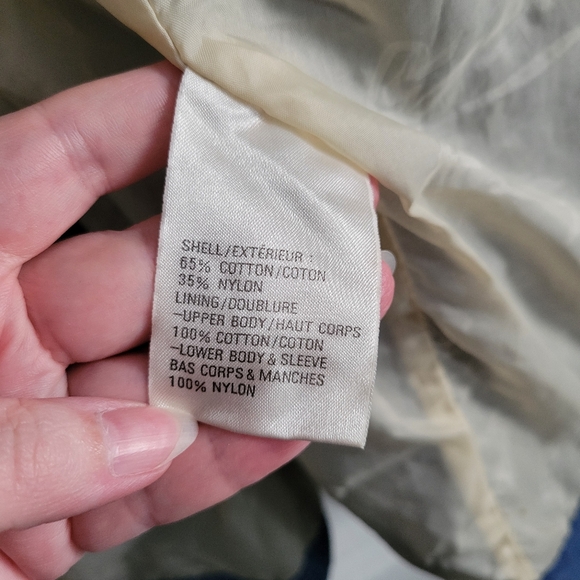 SHELL/EXTÉRIEUR :
65% COTTON/COTON
35% NYLON
LINING/DOUBLURE
–UPPER BODY/HAUT CORPS
100% COTTON/COTON
–LOWER BODY & SLEEVE
BAS CORPS & MANCHES
100% NYLON